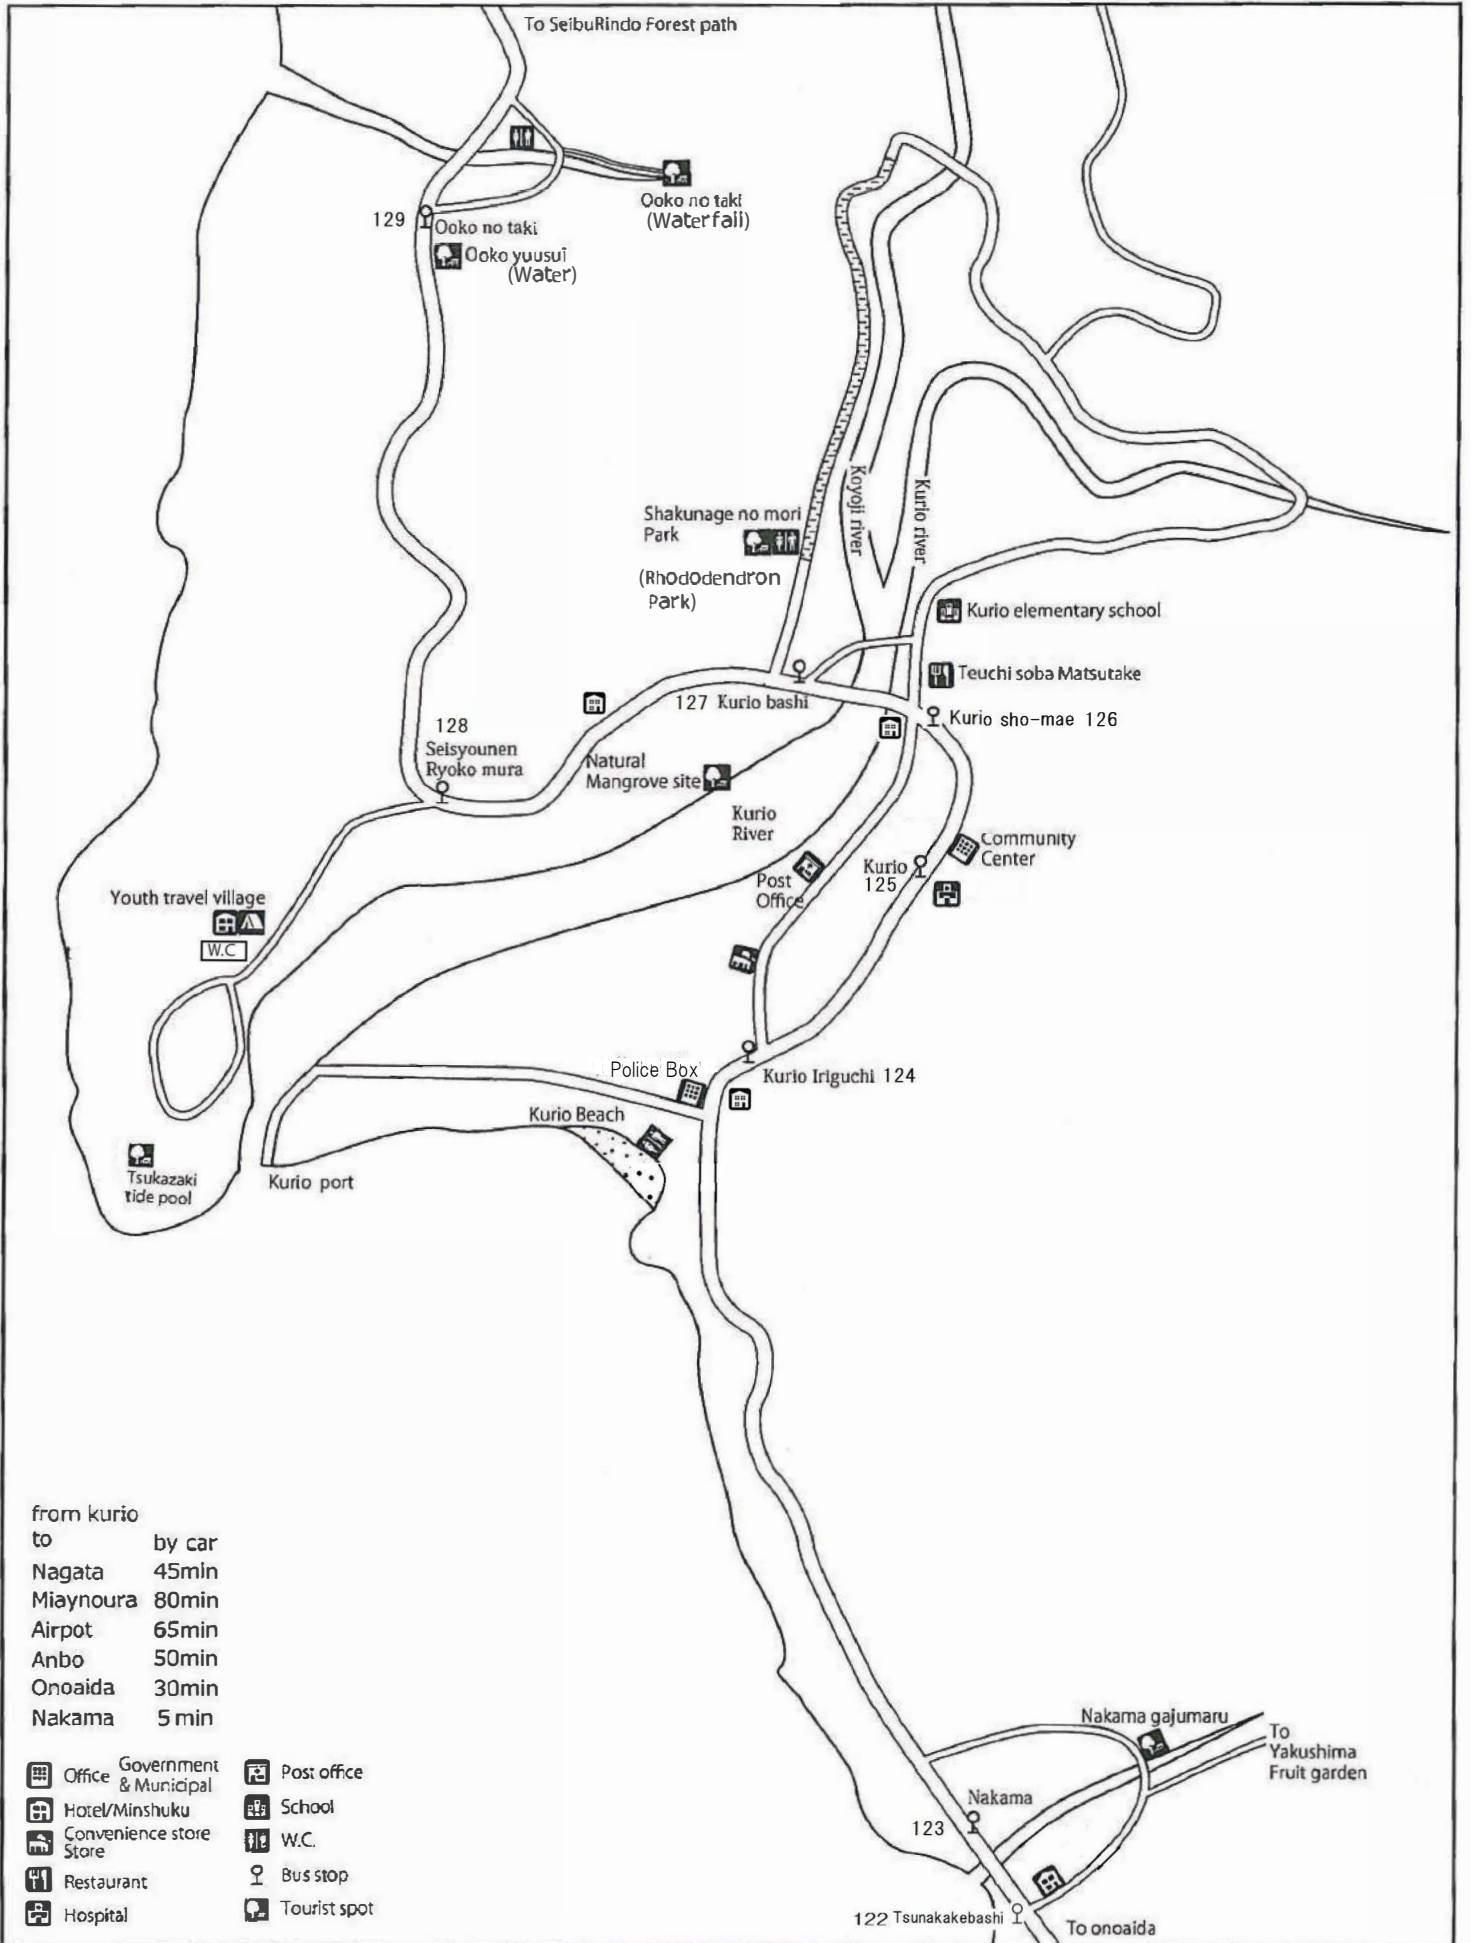 To SeibuRindo Forest path
Ooko no taki
(Waterfall)
129
Ooko no taki
Ooko yuusui
(Water)
Koyoji river
Kurio river
Shakunage no mori
Park
(Rhododendron
Park)
Kurio elementary school
Teuchi soba Matsutake
127 Kurio bashi
Kurio sho-mae 126
128
Seisyounen
Ryoko mura
Natural
Mangrove site
Kurio
River
Community
Center
Kurio
125
Post
Office
Youth travel village
W.C
Police Box
Kurio Iriguchi 124
Kurio Beach
Tsukazaki
tide pool
Kurio port
from kurio
to
by car
Nagata 45min
Miaynoura 80min
Airpot 65min
Anbo 50min
Onoaida 30min
Nakama 5 min
Nakama gajumaru
To
Yakushima
Fruit garden
Nakama
123
122 Tsunakakebashi
To onoaida
Office Government
& Municipal
Hotel/Minshuku
Convenience store
Store
Restaurant
Hospital
Post office
School
W.C.
Bus stop
Tourist spot